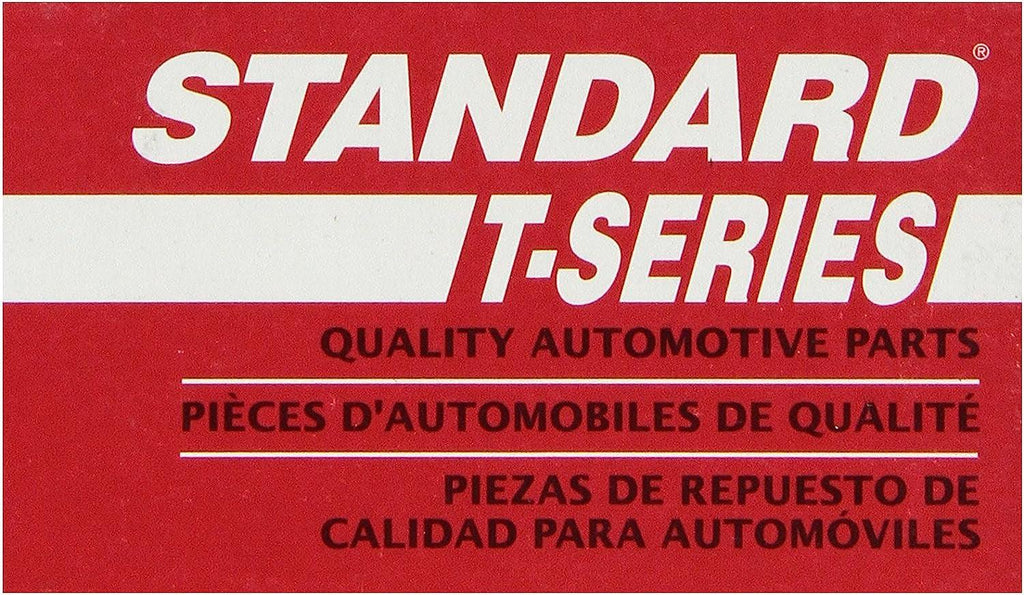 STANDARD®
T-SERIES
QUALITY AUTOMOTIVE PARTS
PIÈCES D'AUTOMOBILES DE QUALITÉ
PIEZAS DE REPUESTO DE
CALIDAD PARA AUTOMÓVILES